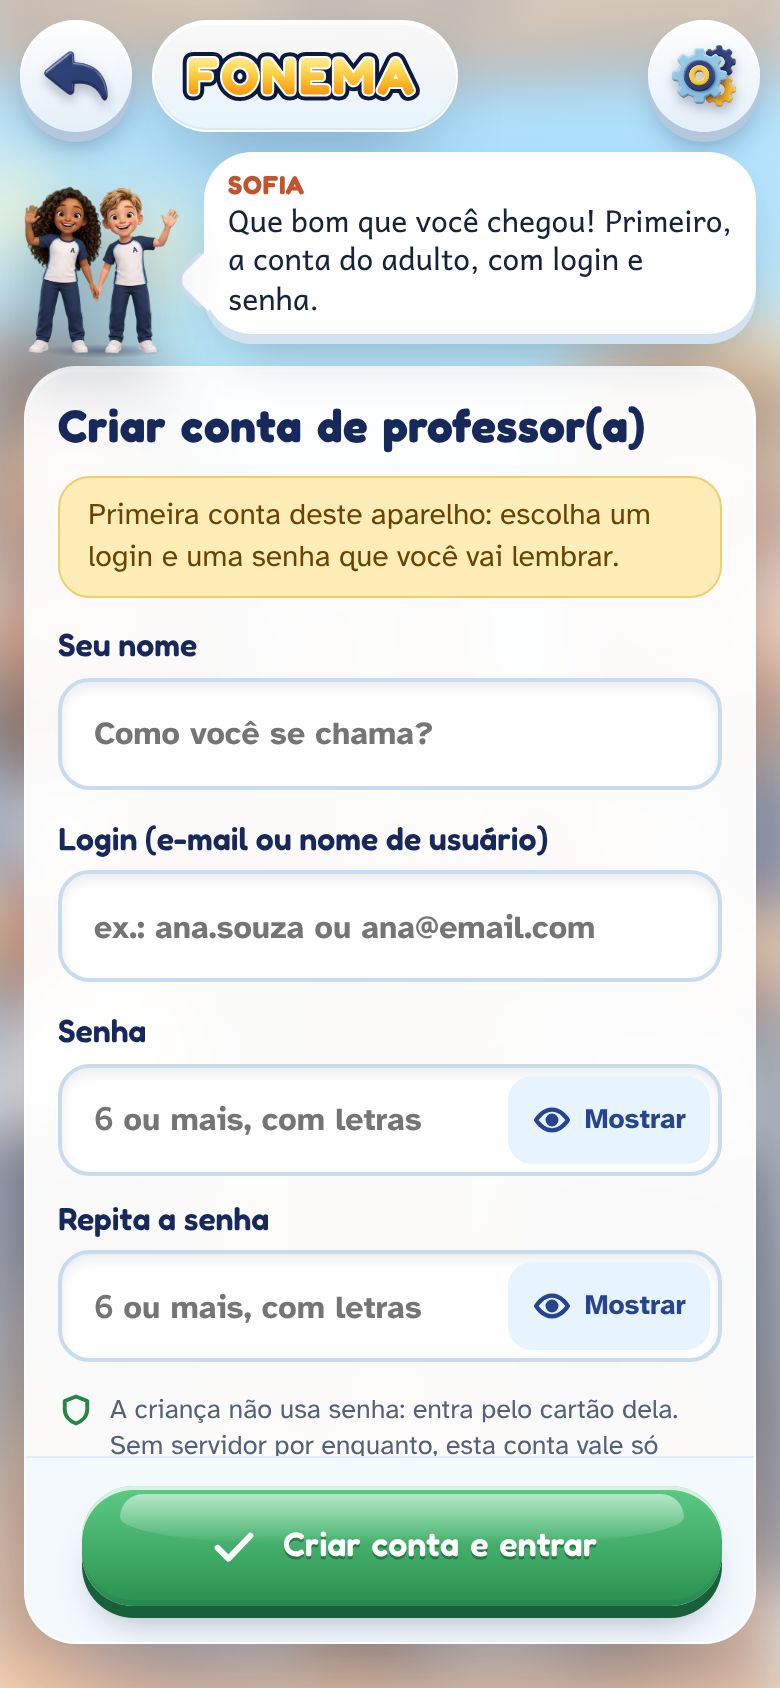 FONEMA
SOFIA
Que bom que você chegou! Primeiro,
a conta do adulto, com login e
senha.
Criar conta de professor(a)
Primeira conta deste aparelho: escolha um
login e uma senha que você vai lembrar.
Seu nome
Como você se chama?
Login (e-mail ou nome de usuário)
ex.: ana.souza ou ana@email.com
Senha
6 ou mais, com letras
Mostrar
Repita a senha
6 ou mais, com letras
Mostrar
A criança não usa senha: entra pelo cartão dela.
Sem servidor por enquanto, esta conta vale só
Criar conta e entrar